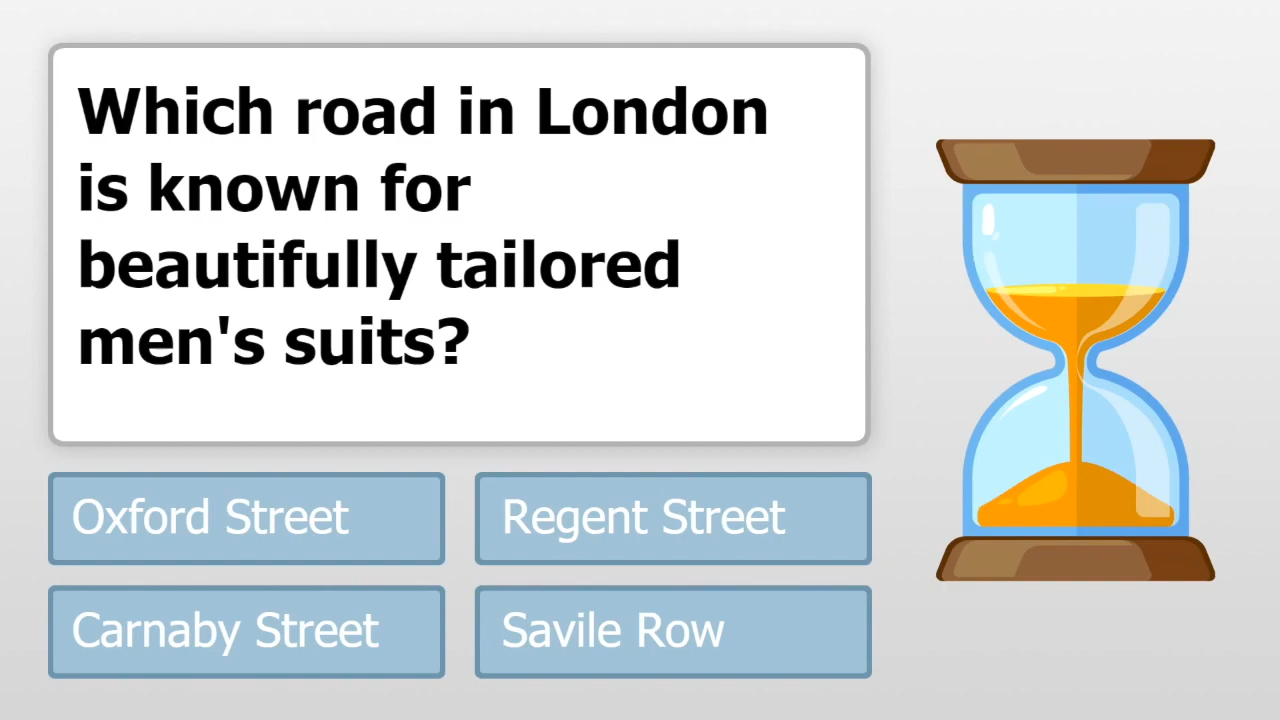 Which road in London
is known for
beautifully tailored
men's suits?
Oxford Street
Regent Street
Carnaby Street
Savile Row